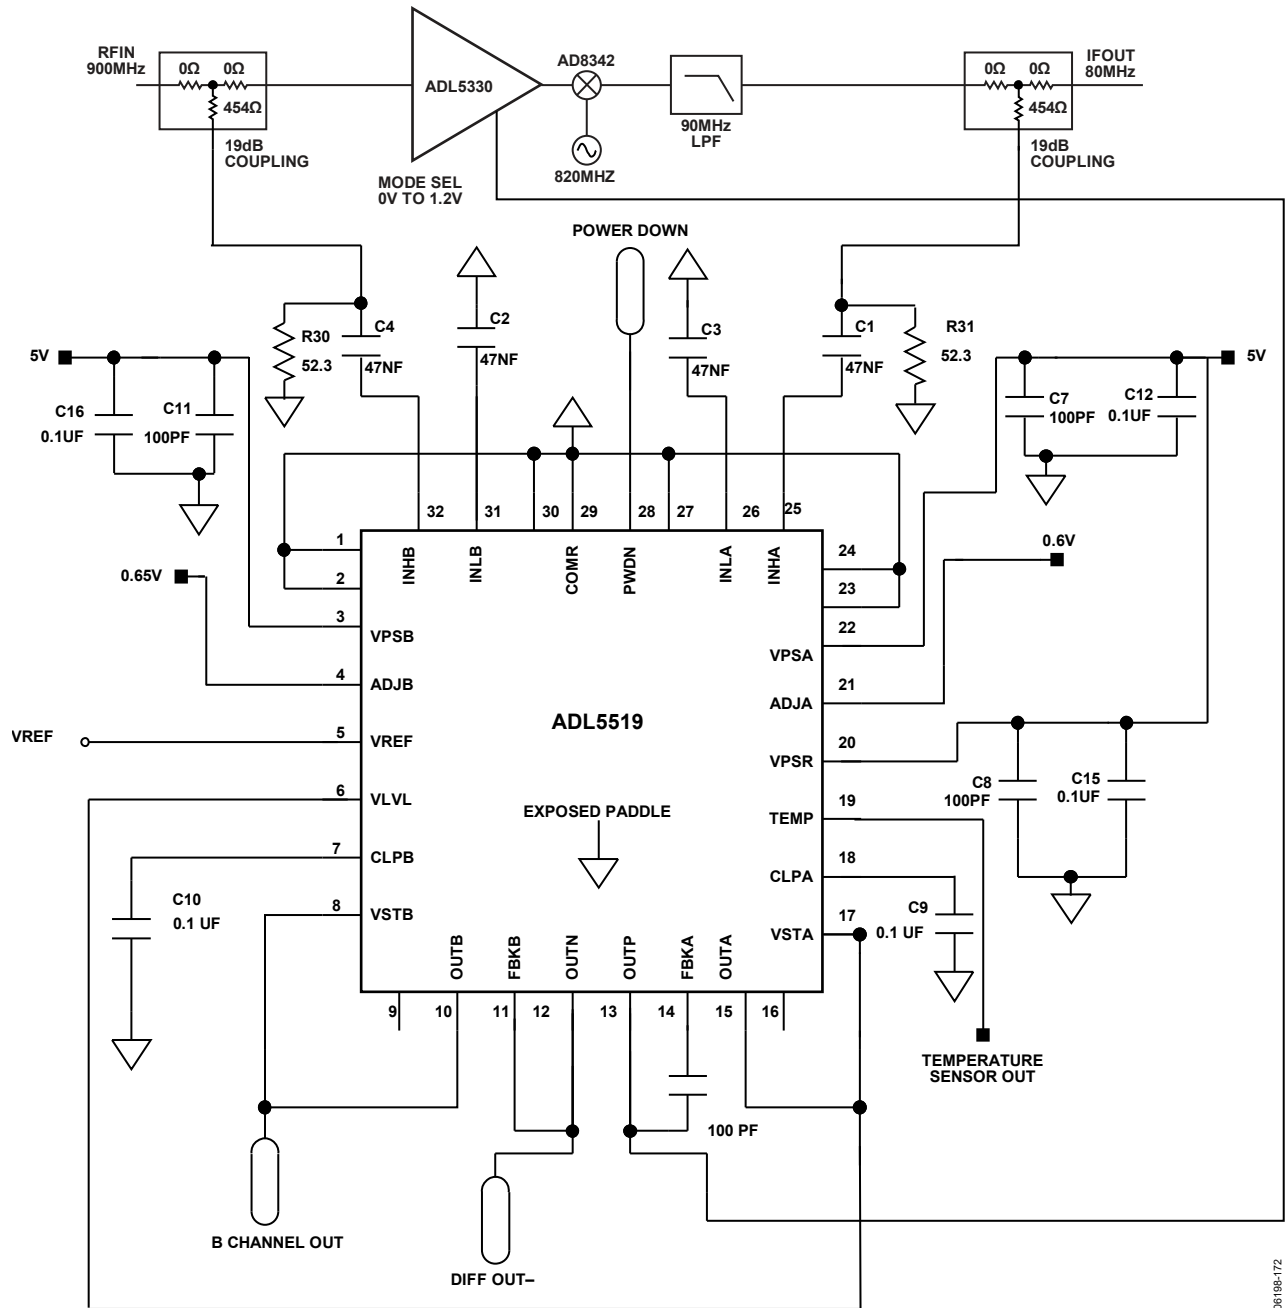 RFIN
900MHz
0Ω 0Ω
454Ω
19dB
COUPLING
ADL5330
MODE SEL
0V TO 1.2V
AD8342
820MHZ
90MHz
LPF
0Ω 0Ω
454Ω
19dB
COUPLING
IFOUT
80MHz
POWER DOWN
R30
52.3
C4
47NF
C2
47NF
C3
47NF
C1
47NF
R31
52.3
5V
C16
0.1UF
C11
100PF
5V
C7
100PF
C12
0.1UF
0.65V
0.6V
32 31 30 29 28 27 26 25
INHB INLB COMR PWDN INLA INHA
1
2
3 VPSB
4 ADJB
VREF 5 VREF
6 VLVL
7 CLPB
8 VSTB
24
23
22 VPSA
21 ADJA
20 VPSR
19 TEMP
18 CLPA
17 VSTA
ADL5519
EXPOSED PADDLE
C8
100PF
C15
0.1UF
C10
0.1 UF
C9
0.1 UF
OUTB FBKB OUTN OUTP FBKA OUTA
9 10 11 12 13 14 15 16
100 PF
TEMPERATURE
SENSOR OUT
B CHANNEL OUT
DIFF OUT–
06198-172